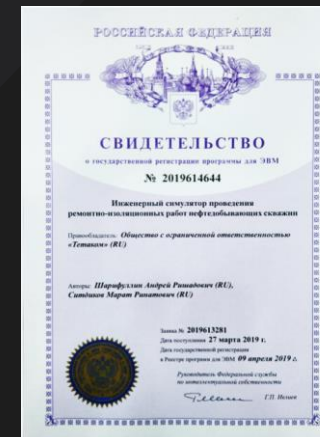 РОССИЙСКАЯ ФЕДЕРАЦИЯ
СВИДЕТЕЛЬСТВО
о государственной регистрации программы для ЭВМ
№ 2019614644
Инженерный симулятор проведения
ремонтно-изоляционных работ нефтедобывающих скважин
Правообладатель: Общество с ограниченной ответственностью
«Тетаком» (RU)
Авторы: Шарифуллин Андрей Ришадович (RU),
Ситдиков Марат Ринатович (RU)
Заявка № 2019613281
Дата поступления 27 марта 2019 г.
Дата государственной регистрации
в Реестре программ для ЭВМ 09 апреля 2019 г.
Руководитель Федеральной службы
по интеллектуальной собственности
Г.П. Ивлиев